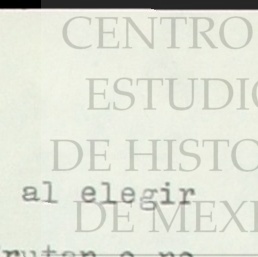 CENTRO
ESTUDIO
DE HISTO
al elegir
DE MEXI